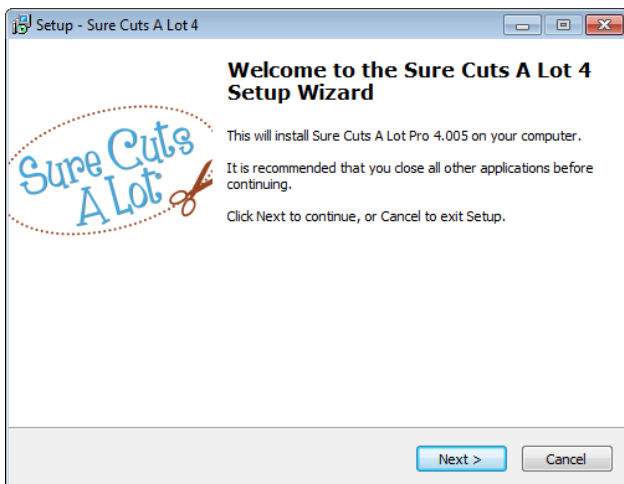 Setup - Sure Cuts A Lot 4
Welcome to the Sure Cuts A Lot 4
Setup Wizard
This will install Sure Cuts A Lot Pro 4.005 on your computer.
It is recommended that you close all other applications before
continuing.
Click Next to continue, or Cancel to exit Setup.
Sure Cuts
A Lot
Next >
Cancel